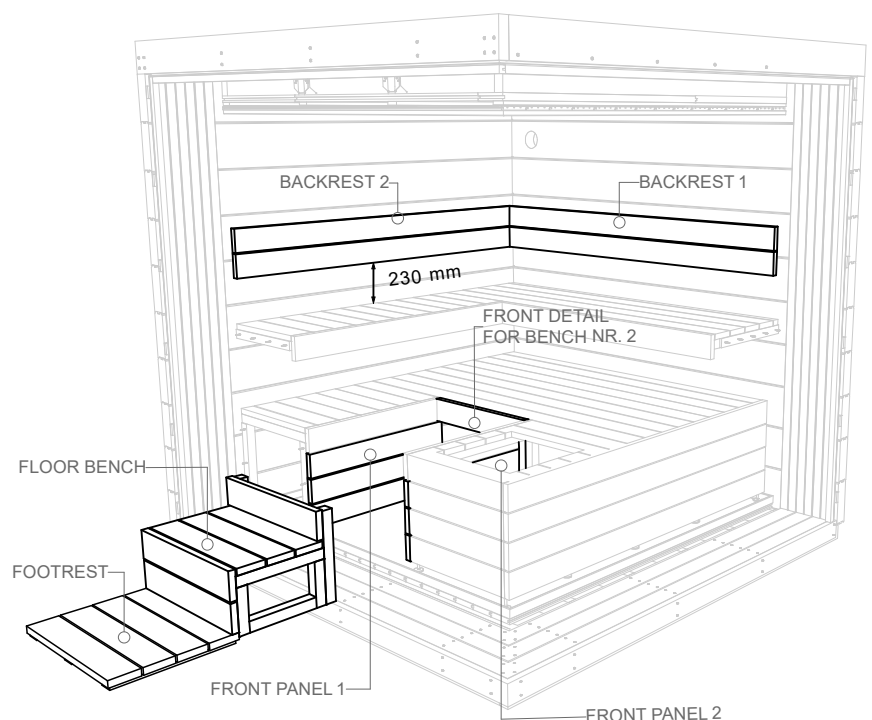 BACKREST 2
BACKREST 1
230 mm
FRONT DETAIL
FOR BENCH NR. 2
FLOOR BENCH
FOOTREST
FRONT PANEL 1
FRONT PANEL 2